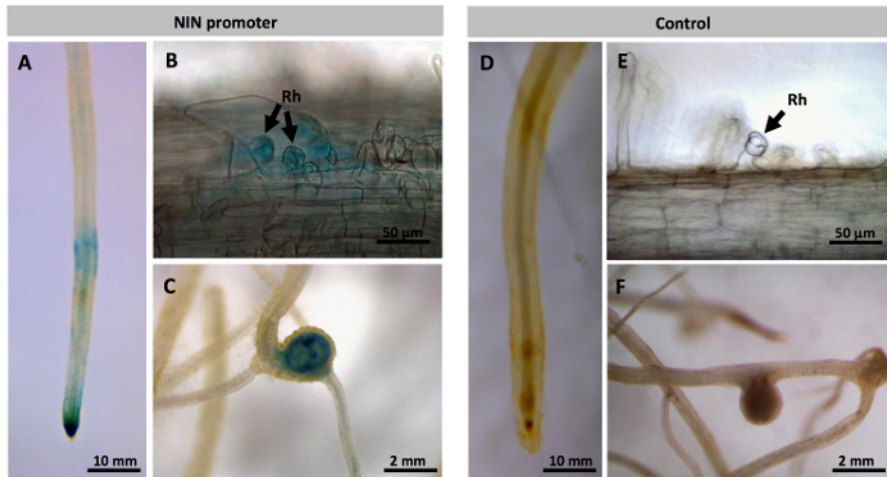 NIN promoter
Control
A
B
Rh
50 µm
C
10 mm
2 mm
D
E
Rh
50 µm
F
10 mm
2 mm